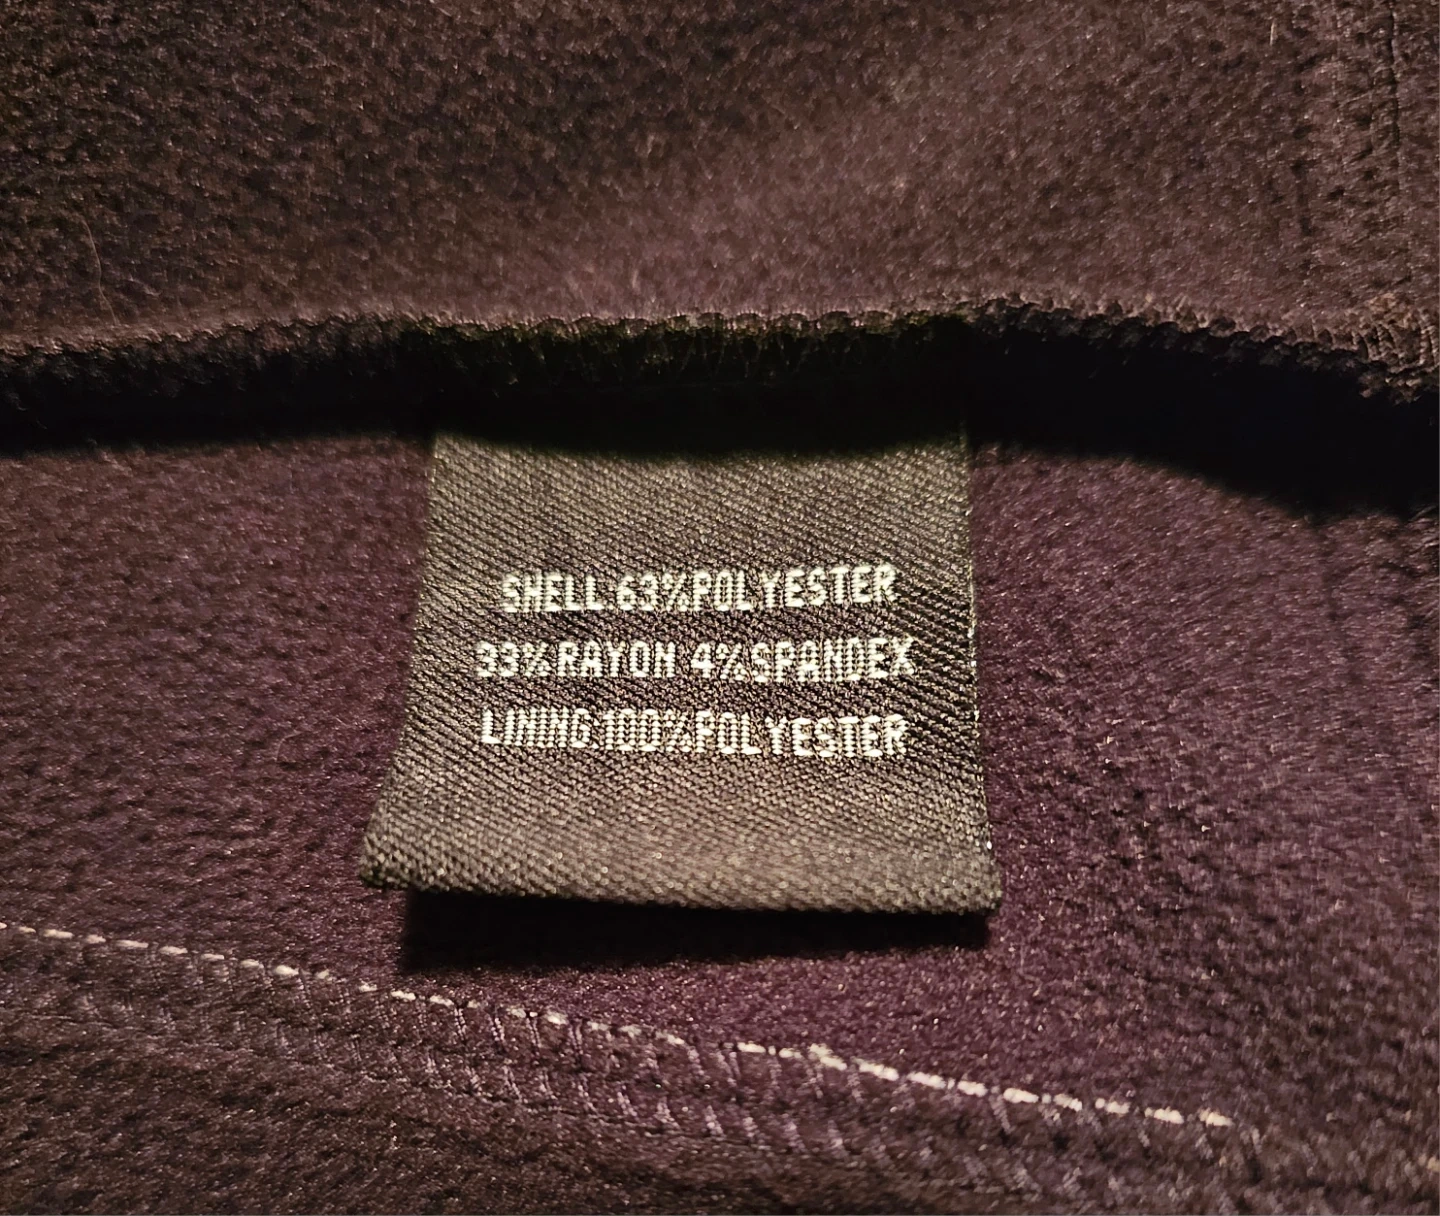 SHELL 63%POLYESTER
33%RAYON 4%SPANDEX
LINING 100%POLYESTER